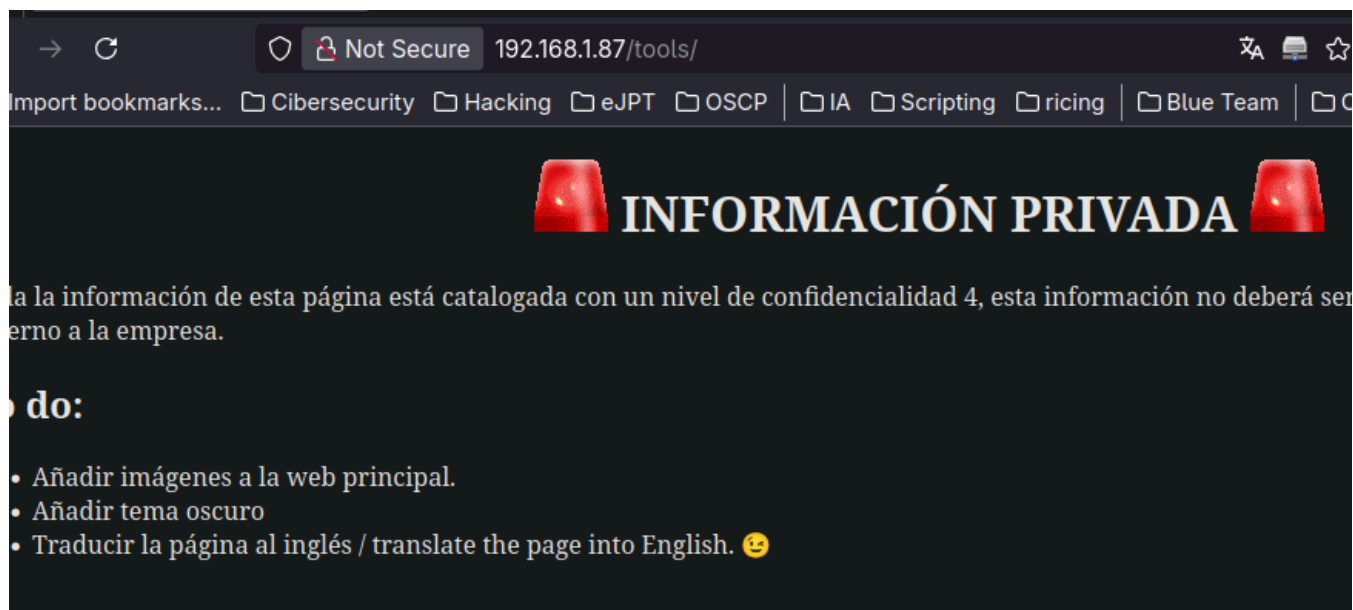 Not Secure 192.168.1.87/tools/
Import bookmarks... Cibersecurity Hacking eJPT OSCP IA Scripting ricing Blue Team
INFORMACIÓN PRIVADA
la información de esta página está catalogada con un nivel de confidencialidad 4, esta información no deberá ser
a la empresa.
do:
• Añadir imágenes a la web principal.
• Añadir tema oscuro
• Traducir la página al inglés / translate the page into English. 😉